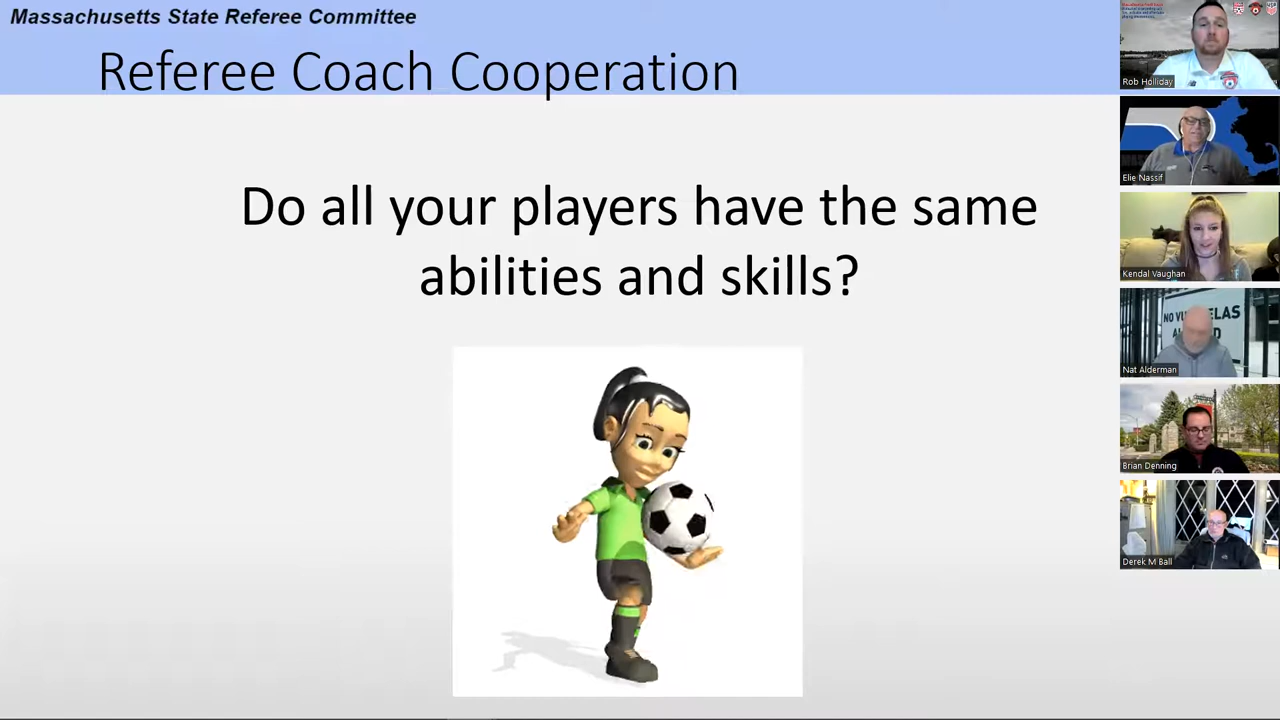 Massachusetts State Referee Committee
Referee Coach Cooperation
Do all your players have the same
abilities and skills?
Rob Holliday
Elie Nassif
Kendal Vaughan
Nat Alderman
Brian Denning
Derek M Ball